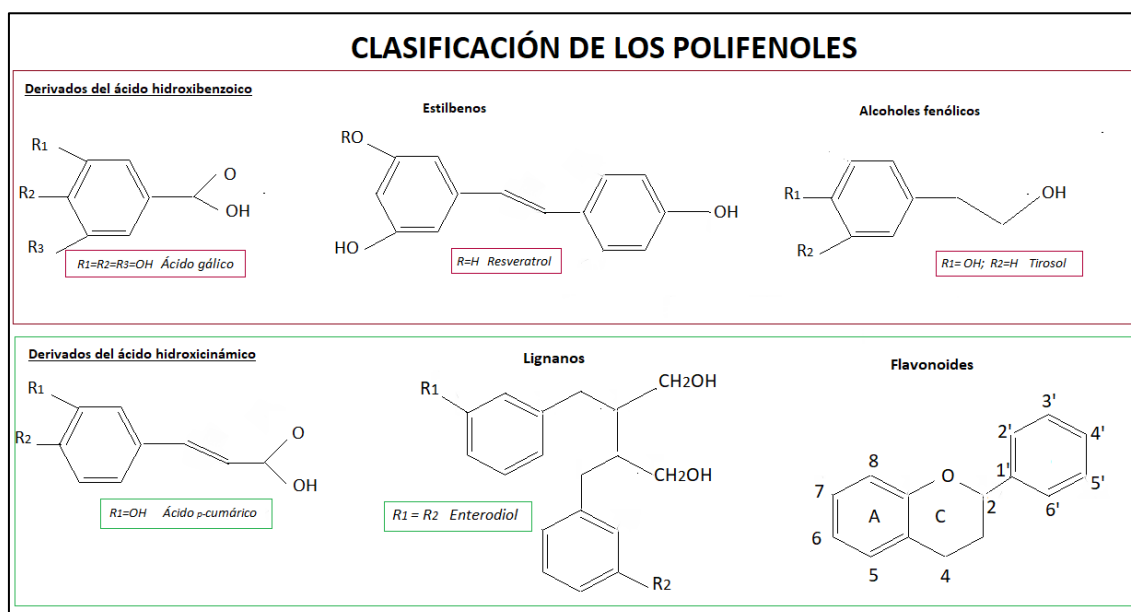 CLASIFICACIÓN DE LOS POLIFENOLES
Derivados del ácido hidroxibenzoico
R1
R2
R3
O
OH
R1=R2=R3=OH Ácido gálico
Estilbenos
RO
HO
OH
R=H Resveratrol
Alcoholes fenólicos
R1
R2
OH
R1= OH; R2=H Tirosol
Derivados del ácido hidroxicinámico
R1
R2
O
OH
R1=OH Ácido p-cumárico
Lignanos
R1
CH2OH
CH2OH
R2
R1 = R2 Enterodiol
Flavonoides
3'
2'
4'
1'
5'
6'
8
O
7
2
A
C
6
5
4